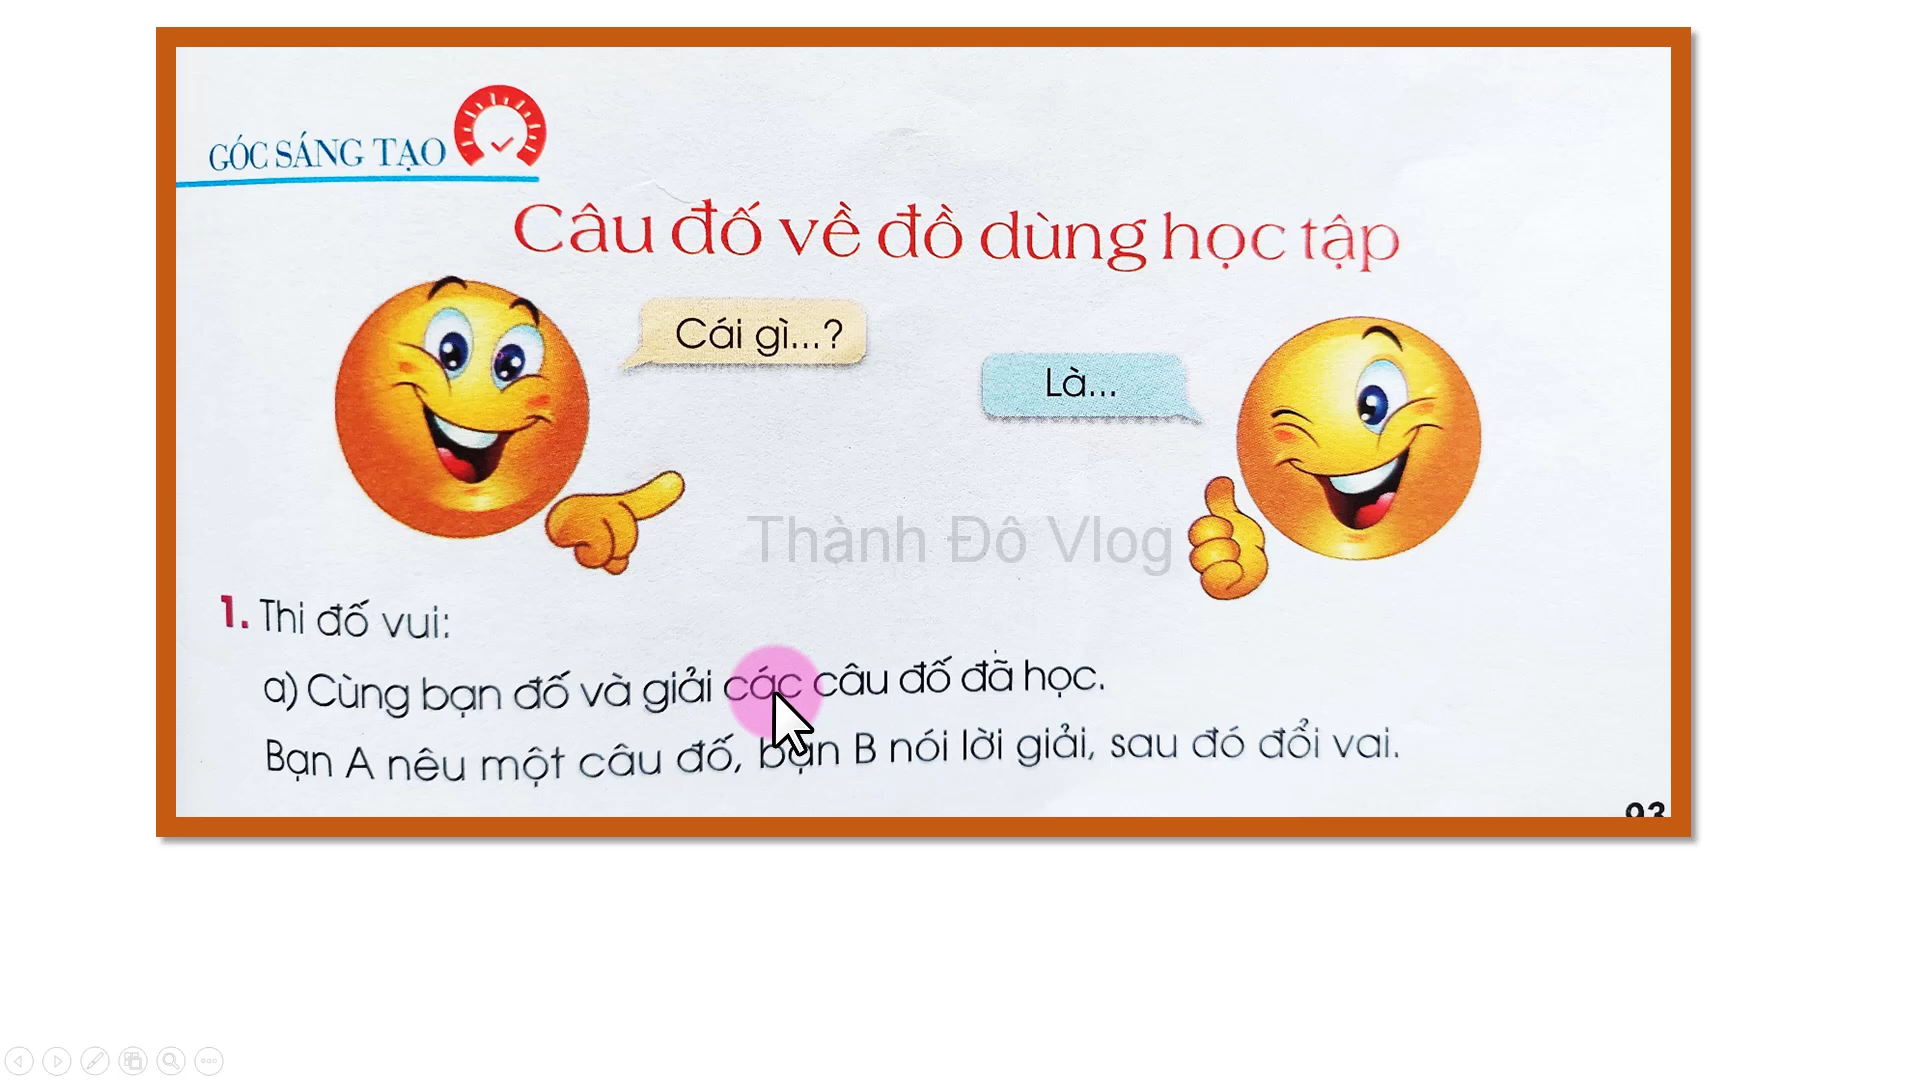 GÓC SÁNG TẠO
Câu đố về đồ dùng học tập
Cái gì...?
Là...
Thành Đô Vlog
1. Thi đố vui:
a) Cùng bạn đố và giải các câu đố đã học.
Bạn A nêu một câu đố, bạn B nói lời giải, sau đó đổi vai.
93